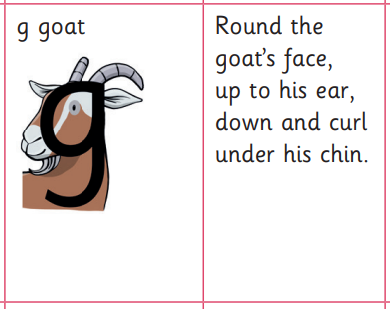 g goat
g
Round the
goat's face,
up to his ear,
down and curl
under his chin.